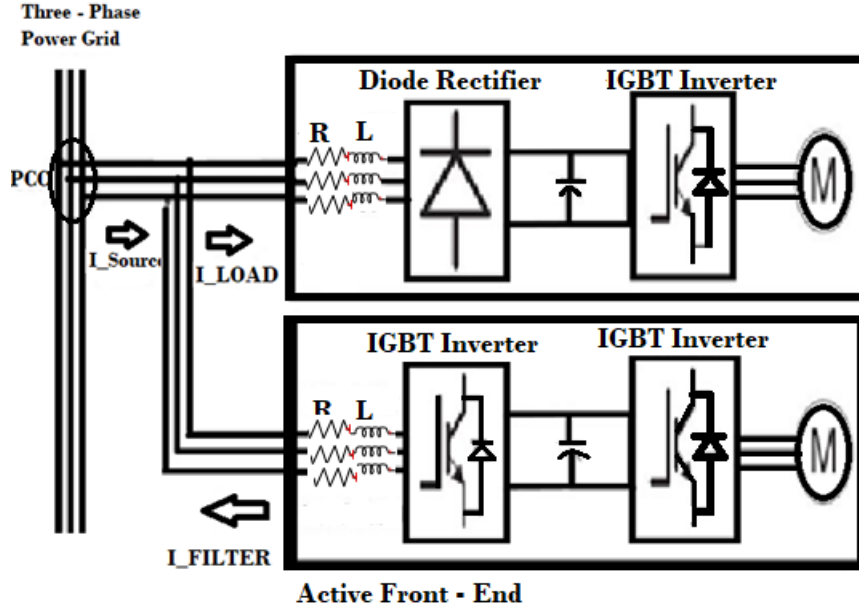 Three - Phase
Power Grid
Diode Rectifier
IGBT Inverter
R
L
PCC
M
I_Source
I_LOAD
IGBT Inverter
IGBT Inverter
R
L
M
I_FILTER
Active Front - End